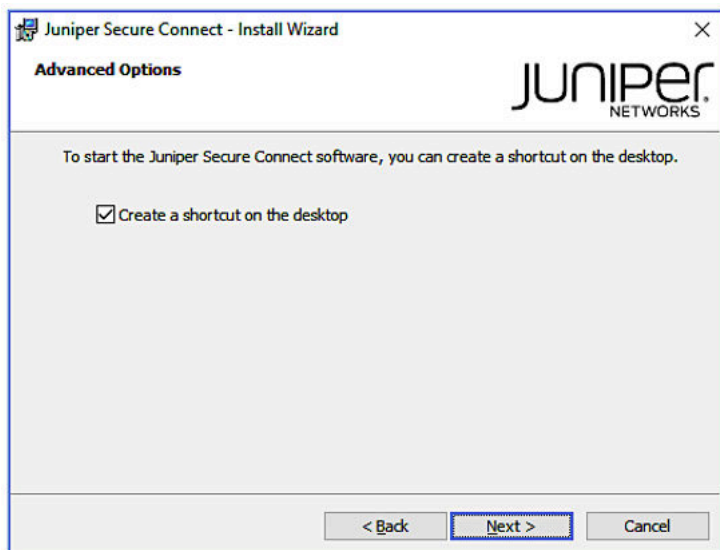 Juniper Secure Connect - Install Wizard
Advanced Options
JUNIPER
NETWORKS
To start the Juniper Secure Connect software, you can create a shortcut on the desktop.
Create a shortcut on the desktop
< Back
Next >
Cancel